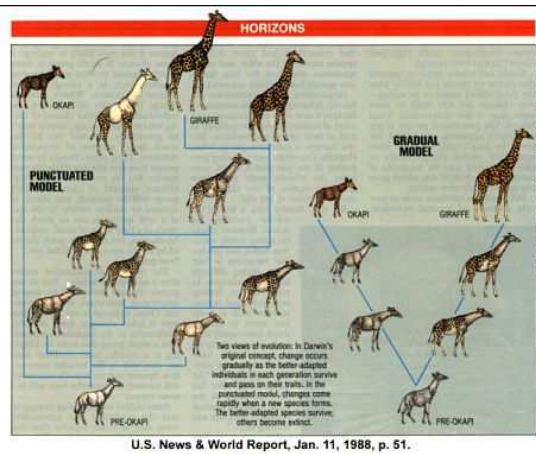 HORIZONS
OKAPI
GIRAFFE
PUNCTUATED
MODEL
PRE-OKAPI
Two views of evolution: In Darwin's
original concept, change occurs
gradually as the better-adapted
individuals in each generation survive
and pass on their traits. In the
punctuated model, changes come
rapidly when a new species forms.
The better-adapted species survive;
others become extinct.
GRADUAL
MODEL
OKAPI
GIRAFFE
PRE-OKAPI
U.S. News & World Report, Jan. 11, 1988, p. 51.